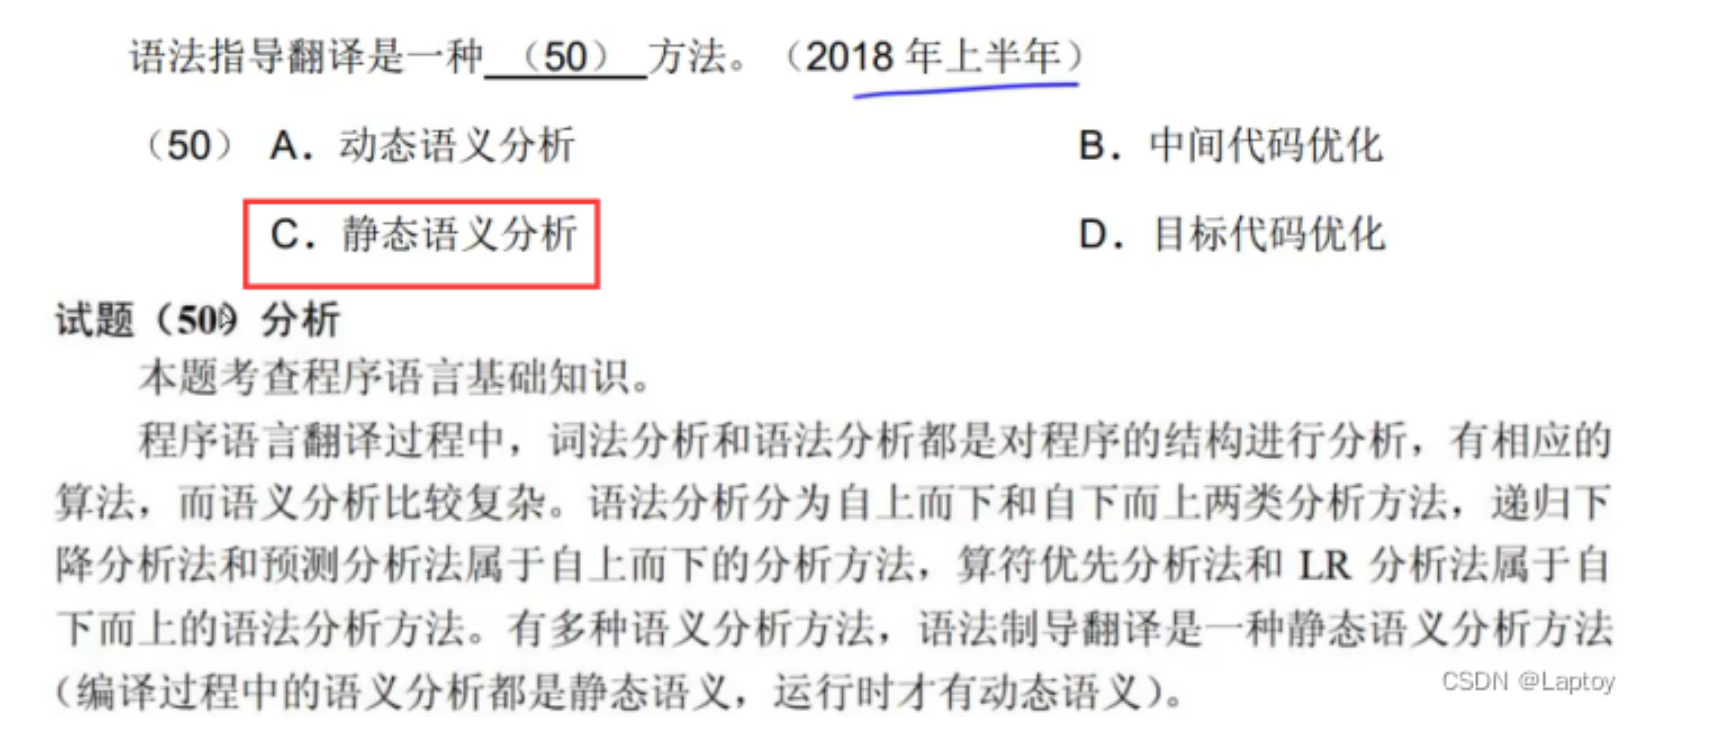 语法指导翻译是一种 （50） 方法。（2018 年上半年）
（50） A．动态语义分析 B．中间代码优化
C．静态语义分析 D．目标代码优化
试题（50）分析
本题考查程序语言基础知识。
程序语言翻译过程中，词法分析和语法分析都是对程序的结构进行分析，有相应的
算法，而语义分析比较复杂。语法分析分为自上而下和自下而上两类分析方法，递归下
降分析法和预测分析法属于自上而下的分析方法，算符优先分析法和 LR 分析法属于自
下而上的语法分析方法。有多种语义分析方法，语法制导翻译是一种静态语义分析方法
（编译过程中的语义分析都是静态语义，运行时才有动态语义）。
CSDN @Laptoy